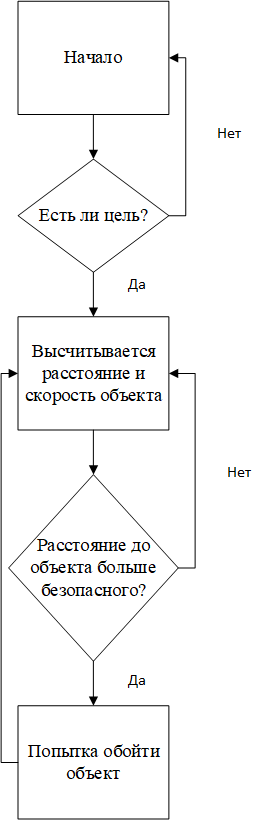 Начало
Нет
Есть ли цель?
Да
Высчитывается
расстояние и
скорость объекта
Нет
Расстояние до
объекта больше
безопасного?
Да
Попытка обойти
объект